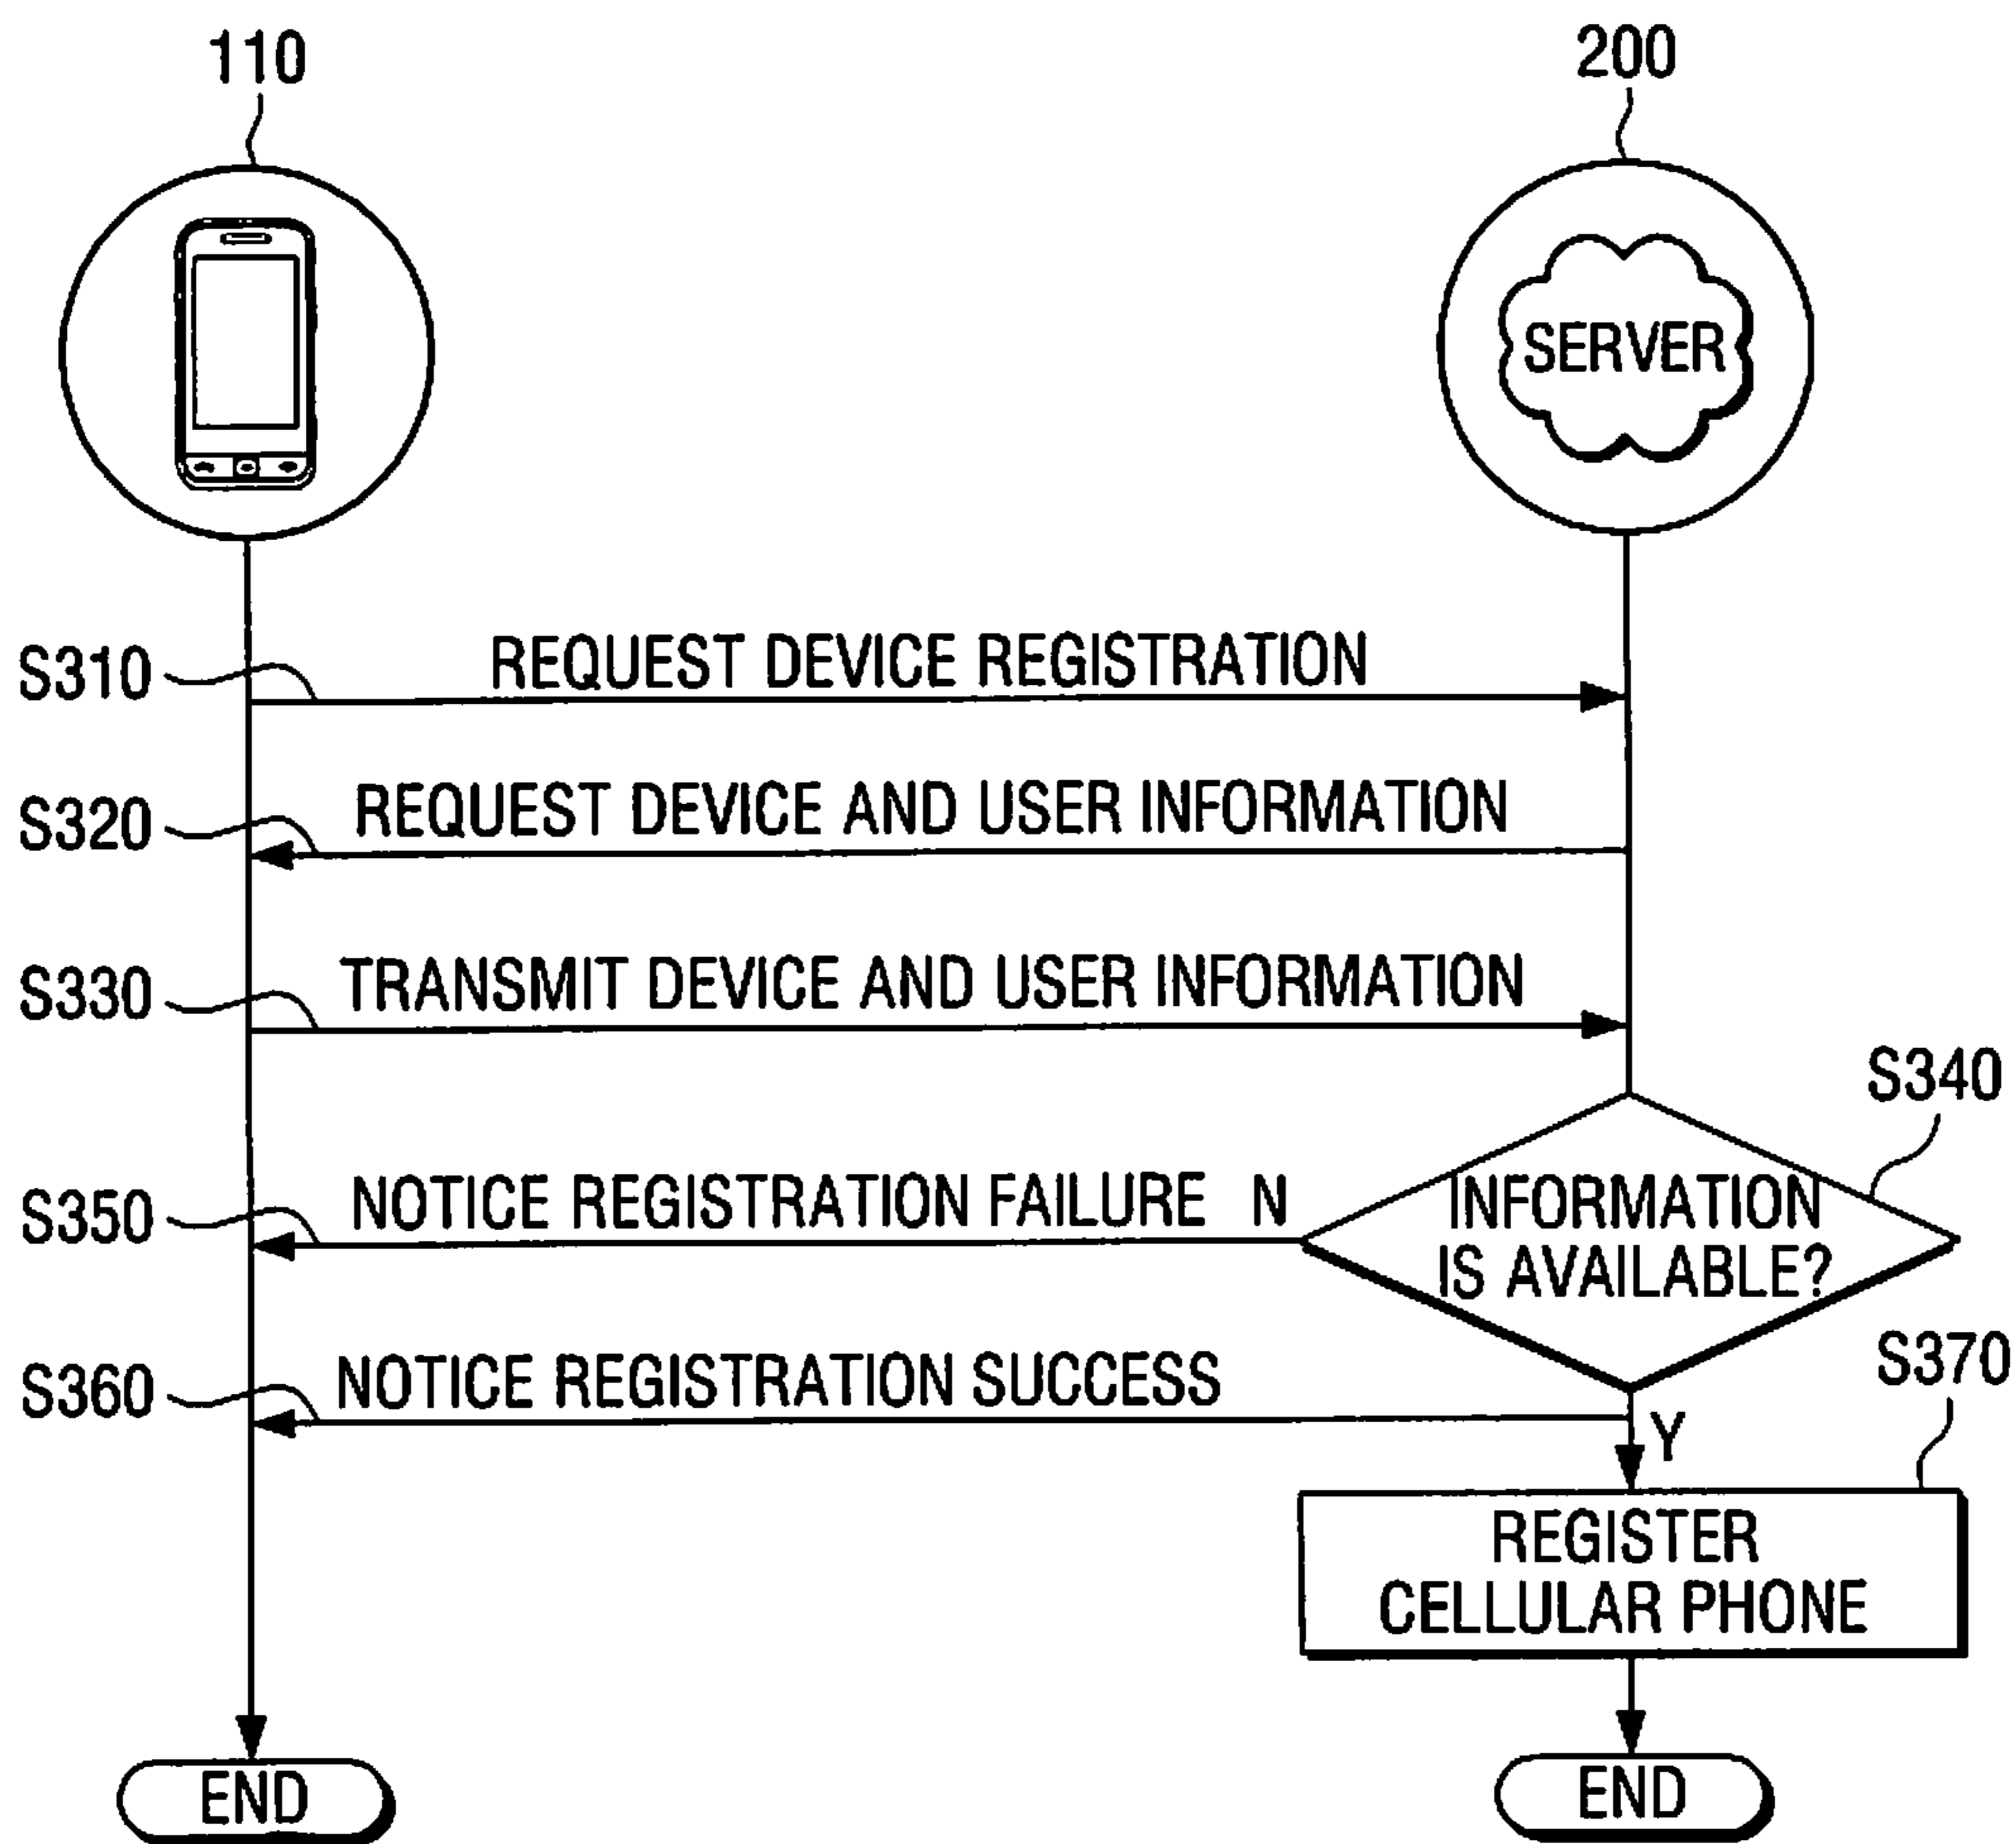 110
200
SERVER
S310
REQUEST DEVICE REGISTRATION
S320
REQUEST DEVICE AND USER INFORMATION
S330
TRANSMIT DEVICE AND USER INFORMATION
S340
S350
NOTICE REGISTRATION FAILURE N
INFORMATION
IS AVAILABLE?
S360
NOTICE REGISTRATION SUCCESS
S370
Y
REGISTER
CELLULAR PHONE
END
END